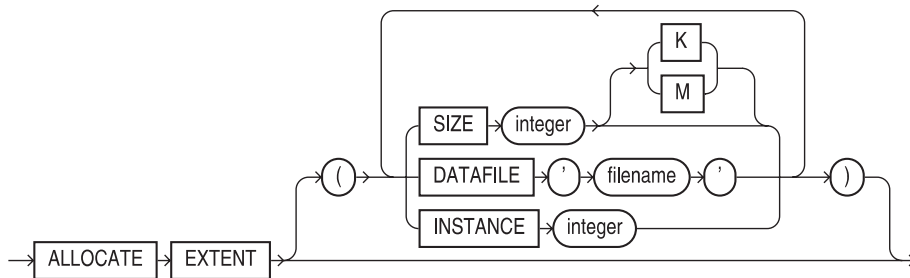 K
M
SIZE integer
( DATAFILE ' filename ' )
INSTANCE integer
ALLOCATE EXTENT